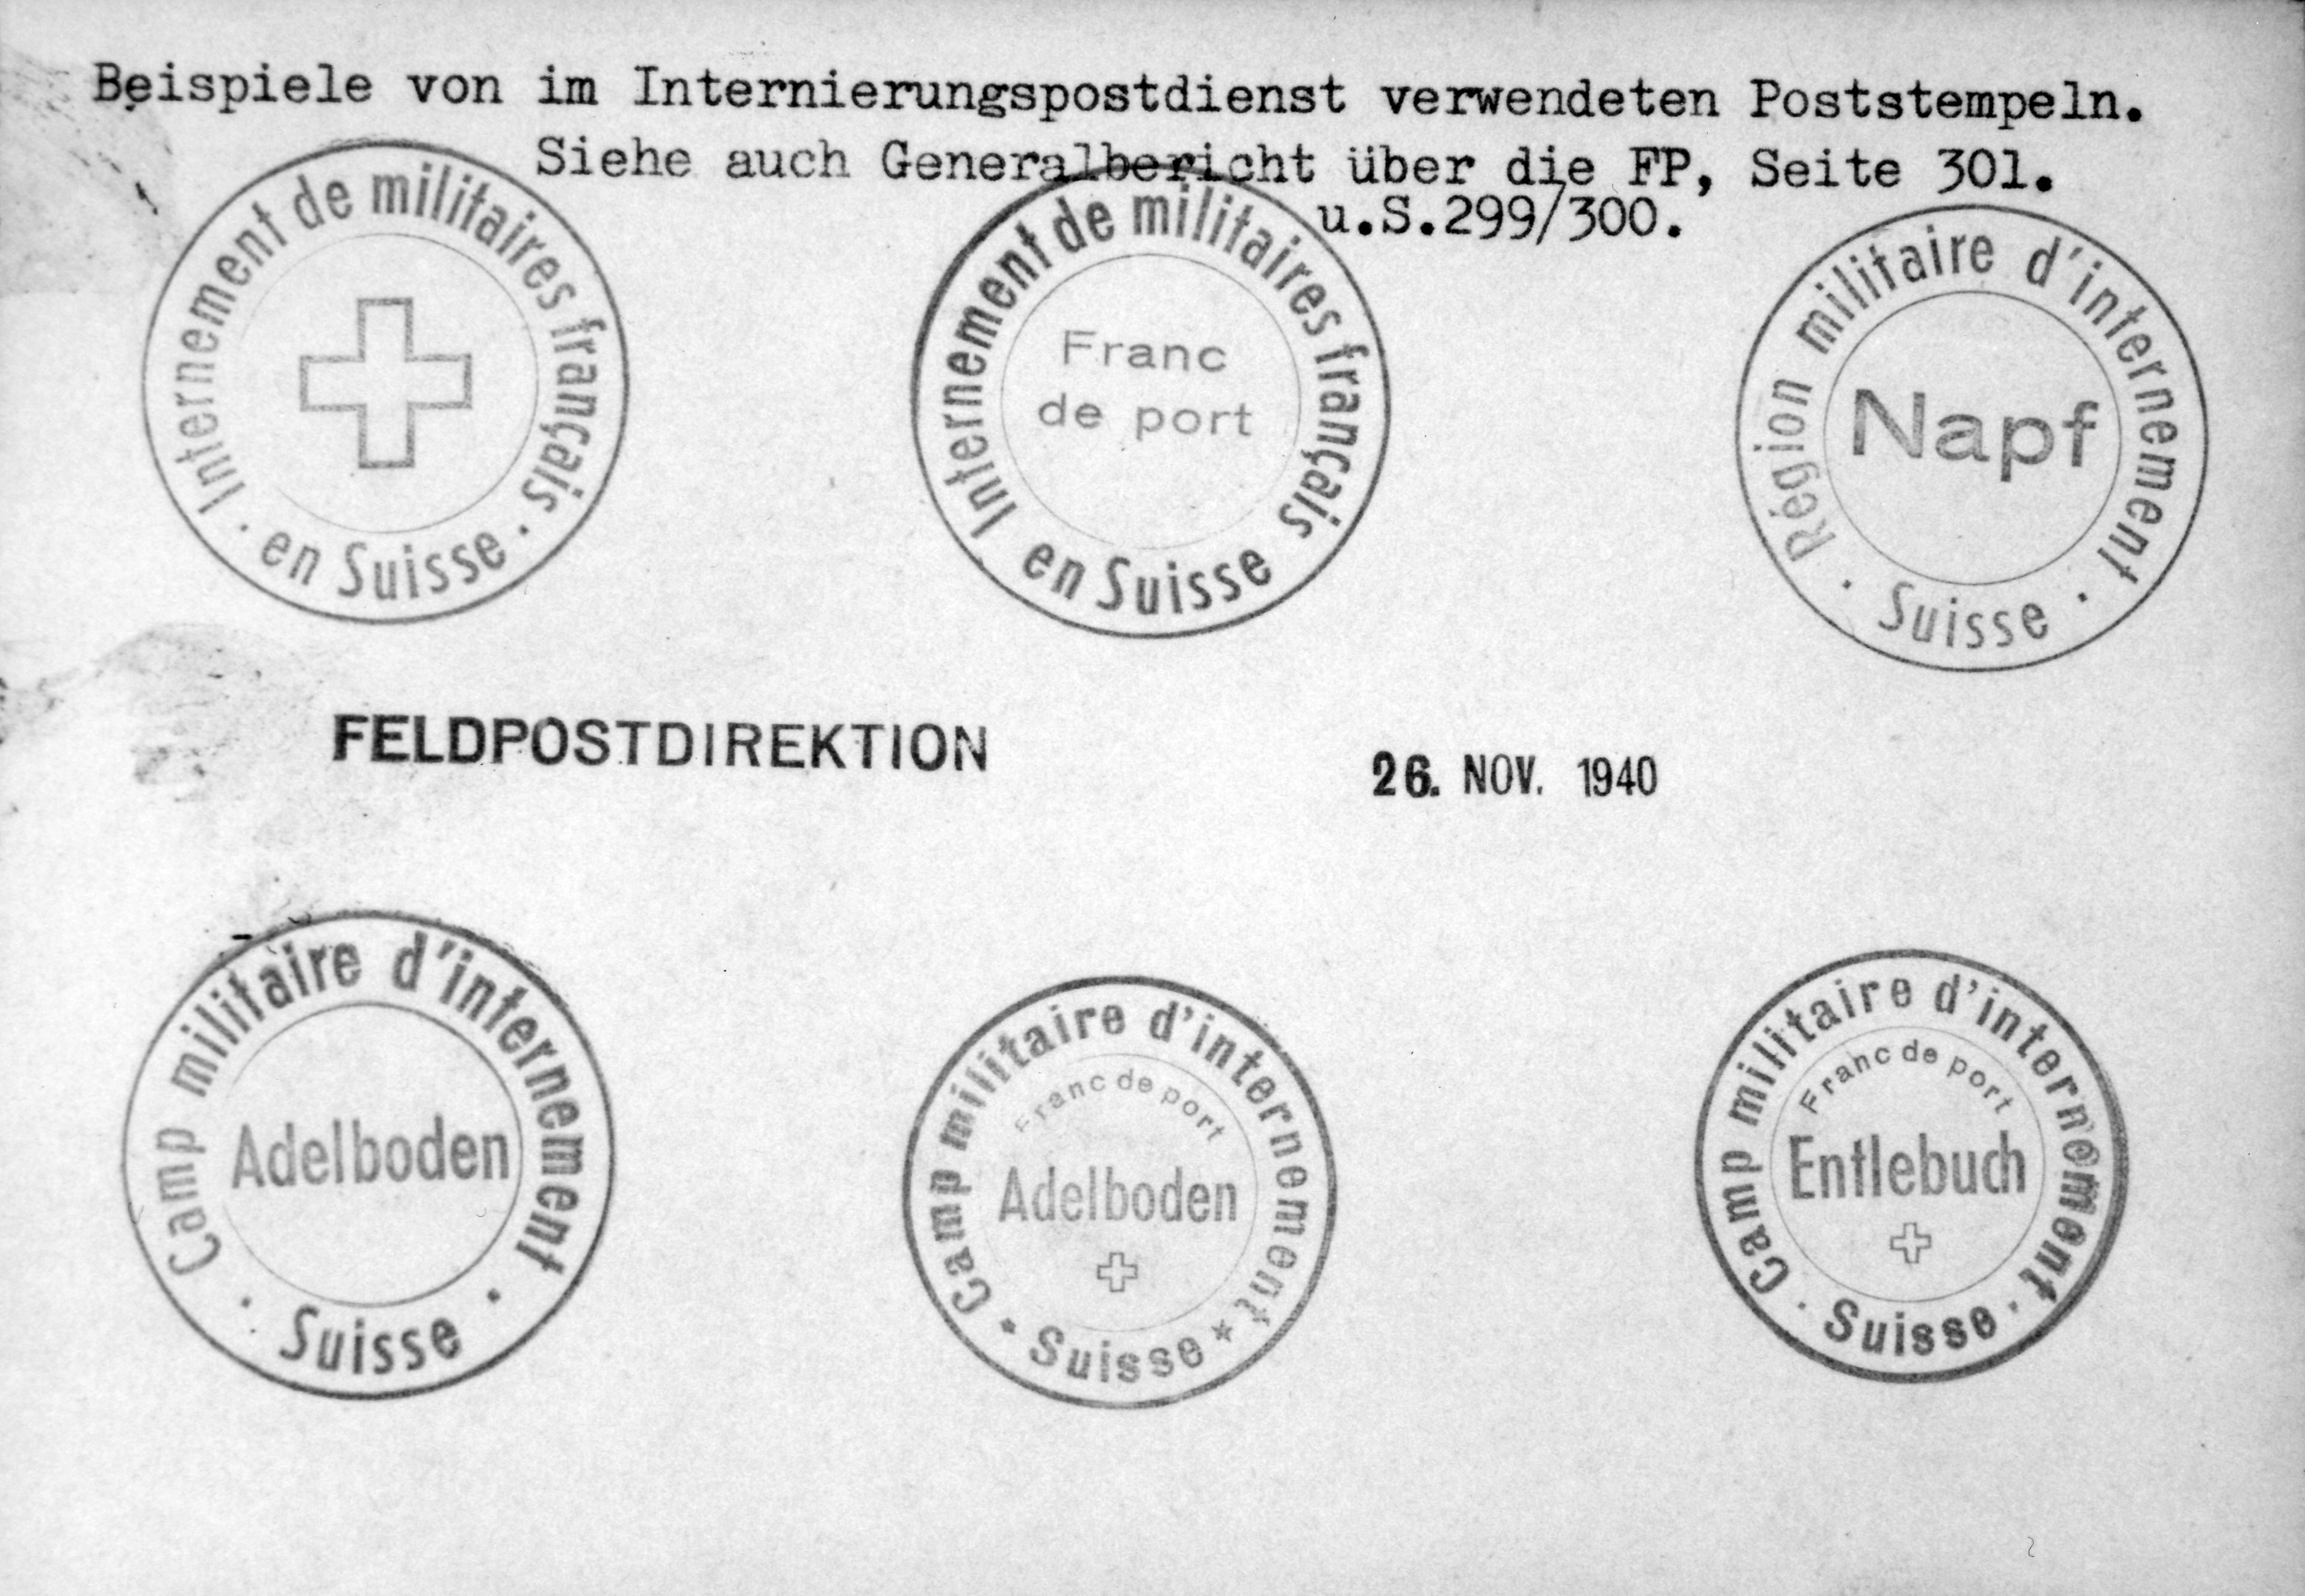 Beispiele von im Internierungspostdienst verwendeten Poststempeln.
Siehe auch Generalbericht über die FP, Seite 301.
u.S.299/300.
Internement de militaires français
· en Suisse ·
Internement de militaires français
Franc
de port
en Suisse
Région militaire d'internement
Napf
· Suisse ·
FELDPOSTDIREKTION
26. NOV. 1940
Camp militaire d'internement
Adelboden
· Suisse ·
Camp militaire d'internement
Franc de port
Adelboden
* Suisse *
Camp militaire d'internement
Franc de port
Entlebuch
· Suisse ·